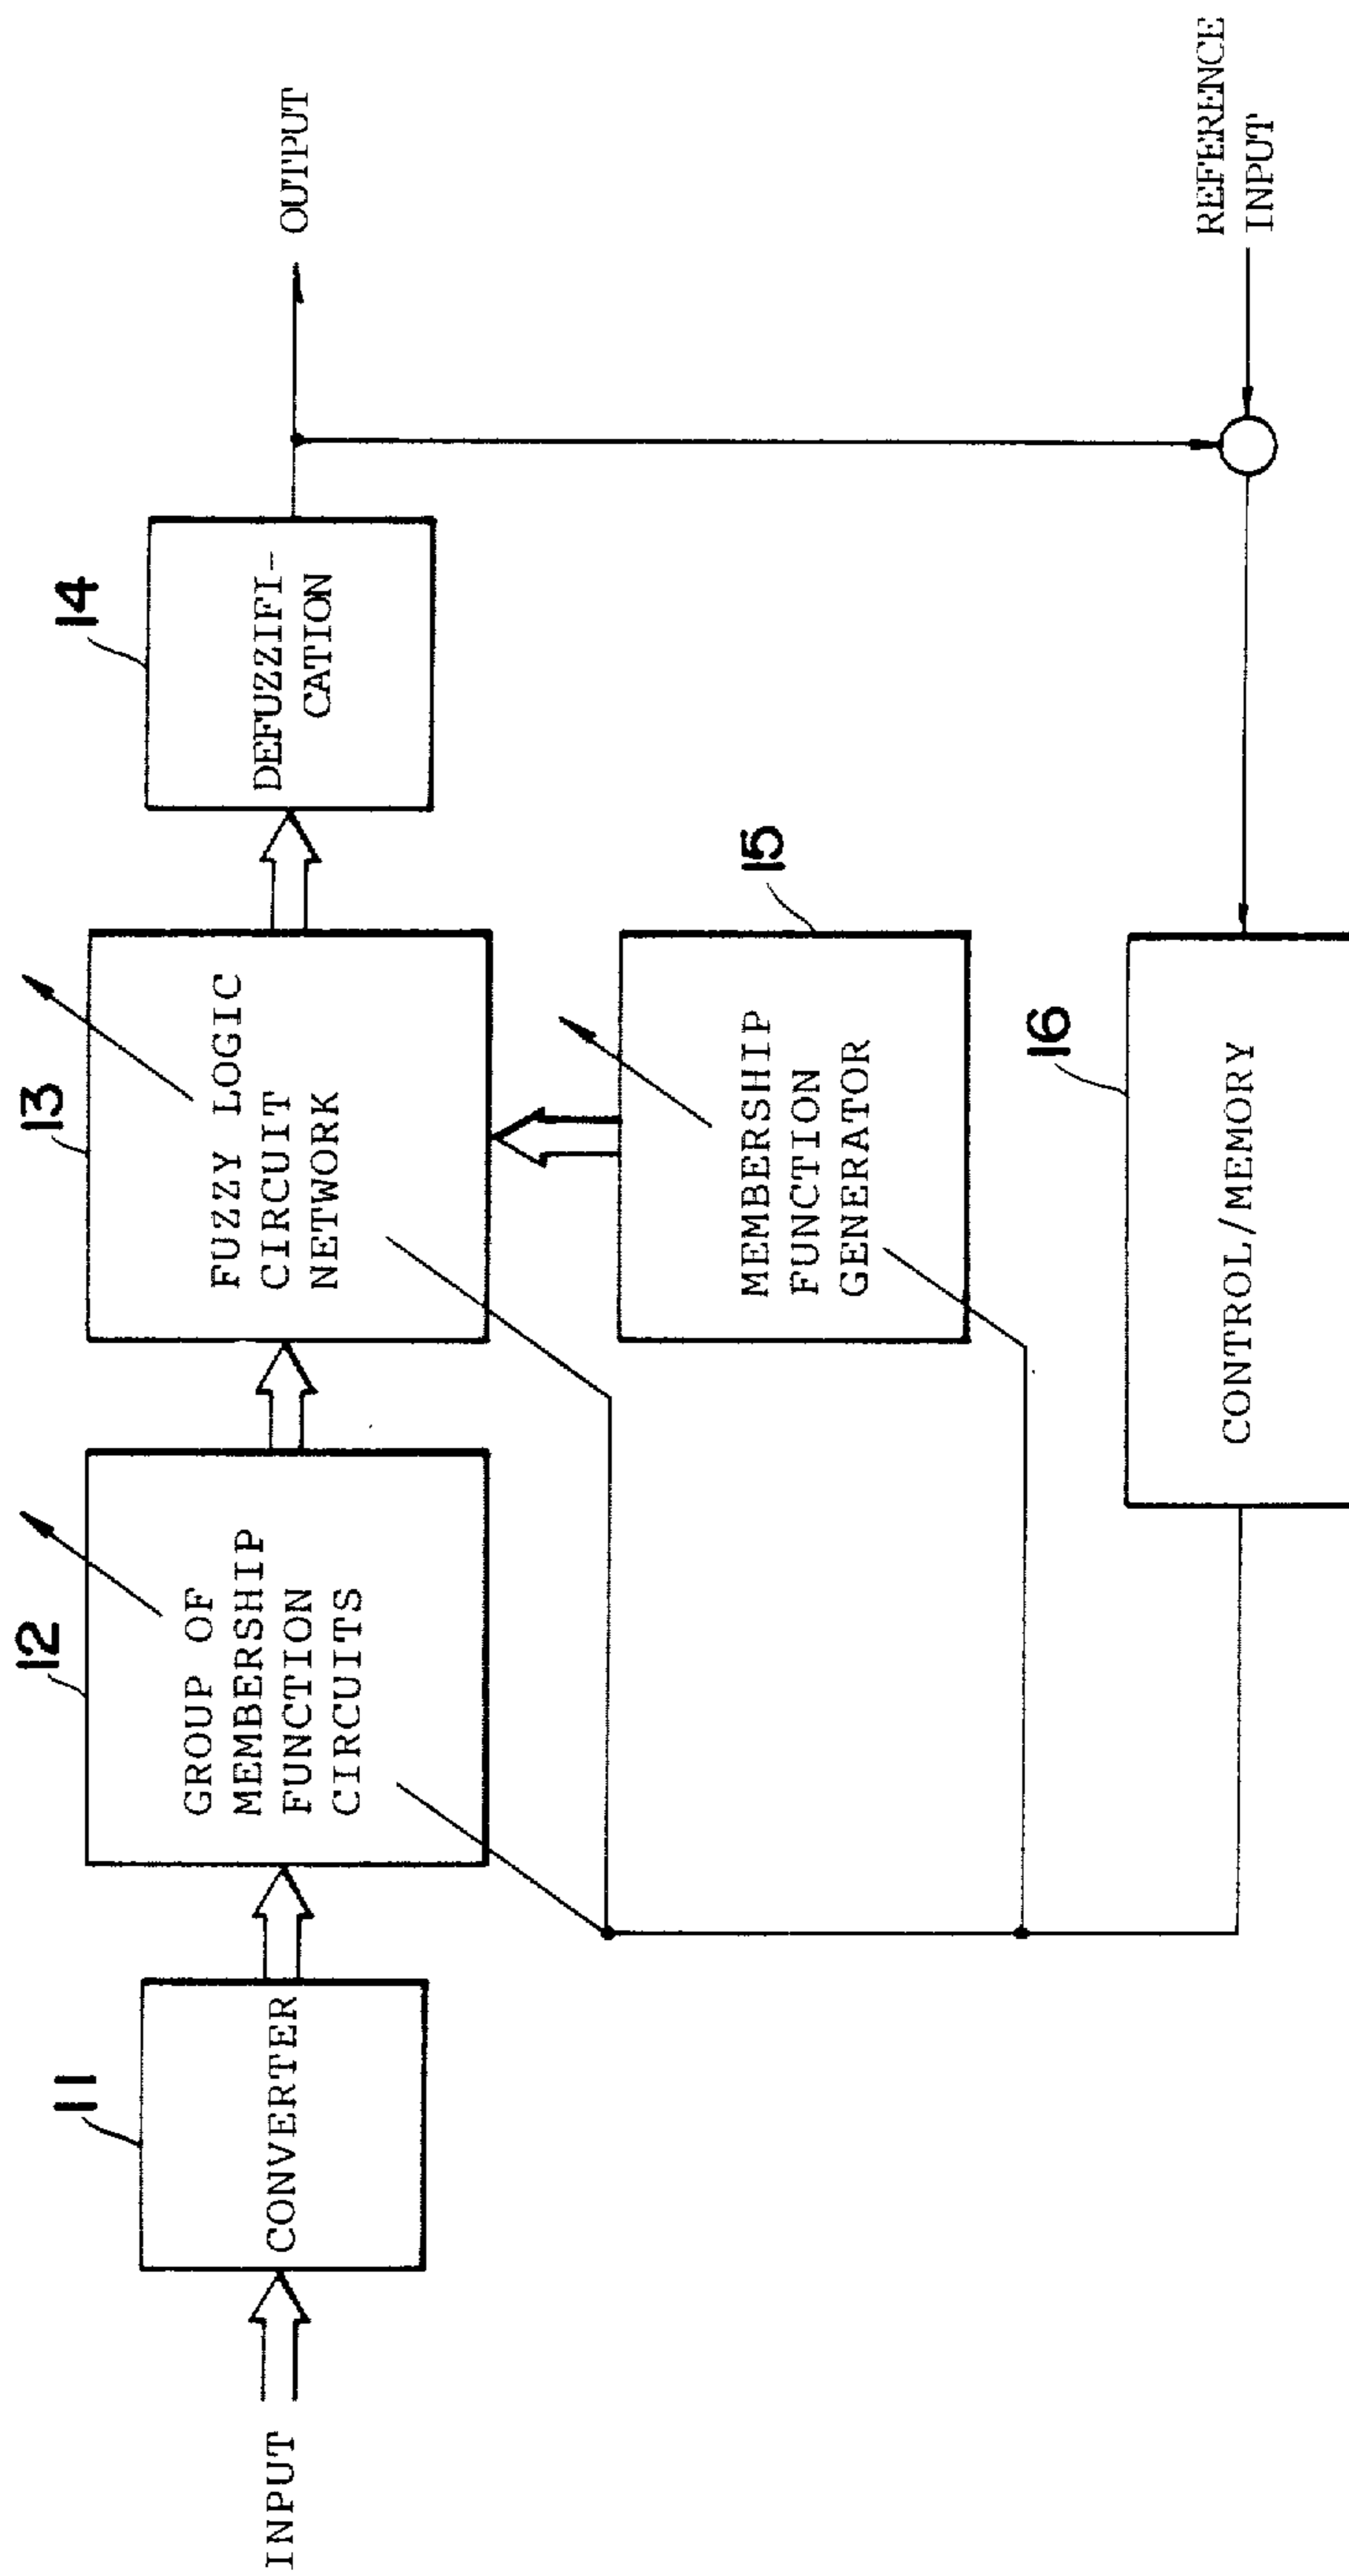 INPUT
11
CONVERTER
12
GROUP OF
MEMBERSHIP
FUNCTION
CIRCUITS
13
FUZZY LOGIC
CIRCUIT
NETWORK
14
DEFUZZIFI-
CATION
OUTPUT
15
MEMBERSHIP
FUNCTION
GENERATOR
16
CONTROL/MEMORY
REFERENCE
INPUT